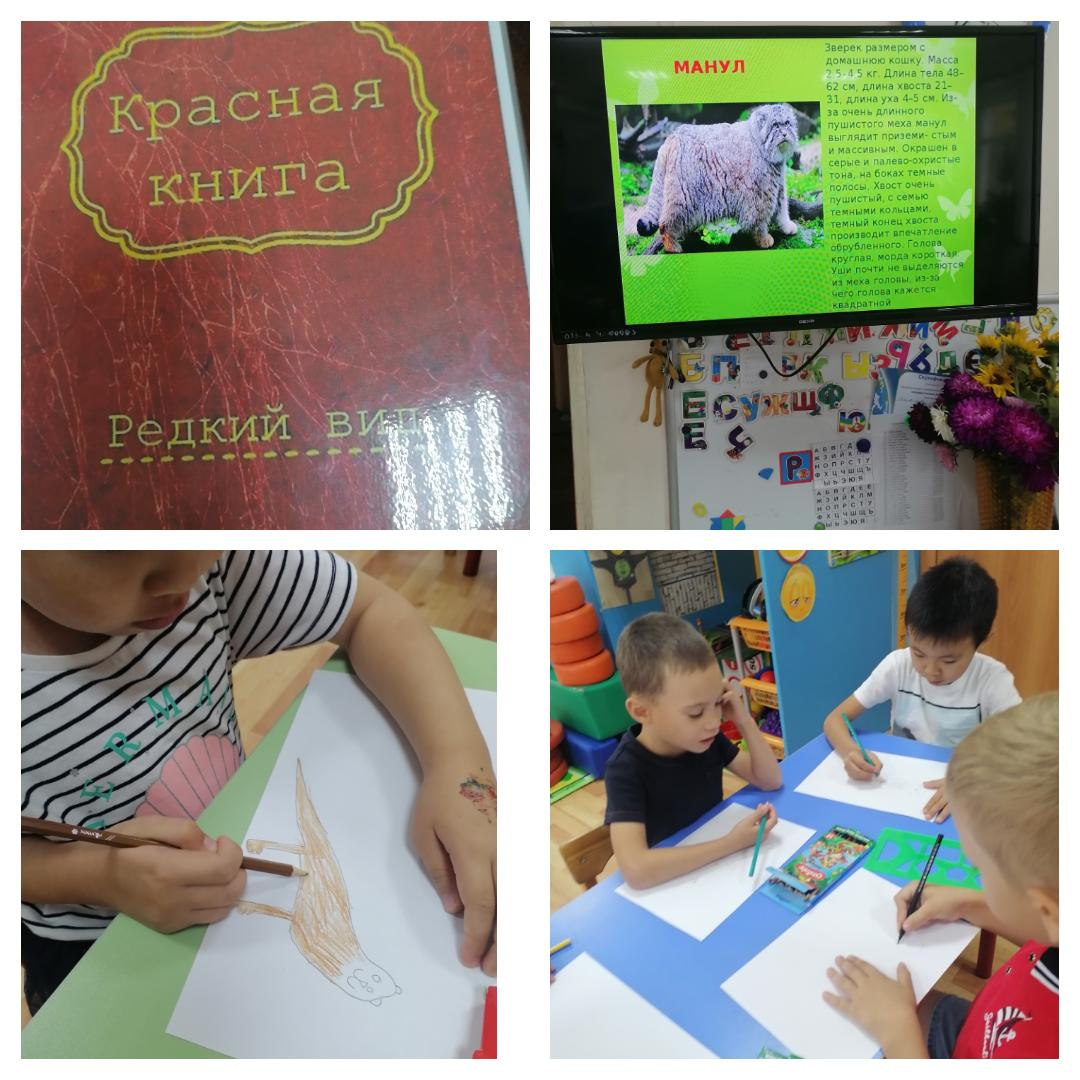 Красная
книга
Редкий вид
МАНУЛ
Зверек размером с
домашнюю кошку. Масса
2,5–4,5 кг. Длина тела 48–
62 см, длина хвоста 21–
31, длина уха 4–5 см. Из-
за очень длинного
пушистого меха манул
выглядит приземи- стым
и массивным. Окрашен в
серые и палево-охристые
тона, на боках темные
полосы. Хвост очень
пушистый, с семью
темными кольцами,
темный конец хвоста
производит впечатление
обрубленного. Голова
круглая, морда короткая.
Уши почти не выделяются
из меха головы, из-за
чего голова кажется
квадратной
Е П РК Ы Я Р Ь Д Е
Е С У Ж Щ Ф
Ю
Е Ч
Р
А Б В Г Д
Ж З И Й К Л
Н О П Р С Т У
Ф Х Ц Ч Ш Щ Ъ
Ы Ь Э Ю Я
А Б В Г Д Е Ё
Ж З И Й К Л М
Н О П Р С Т У
Ф Х Ц Ч Ш Щ Ъ
Ы Ь Э Ю Я
E R M A